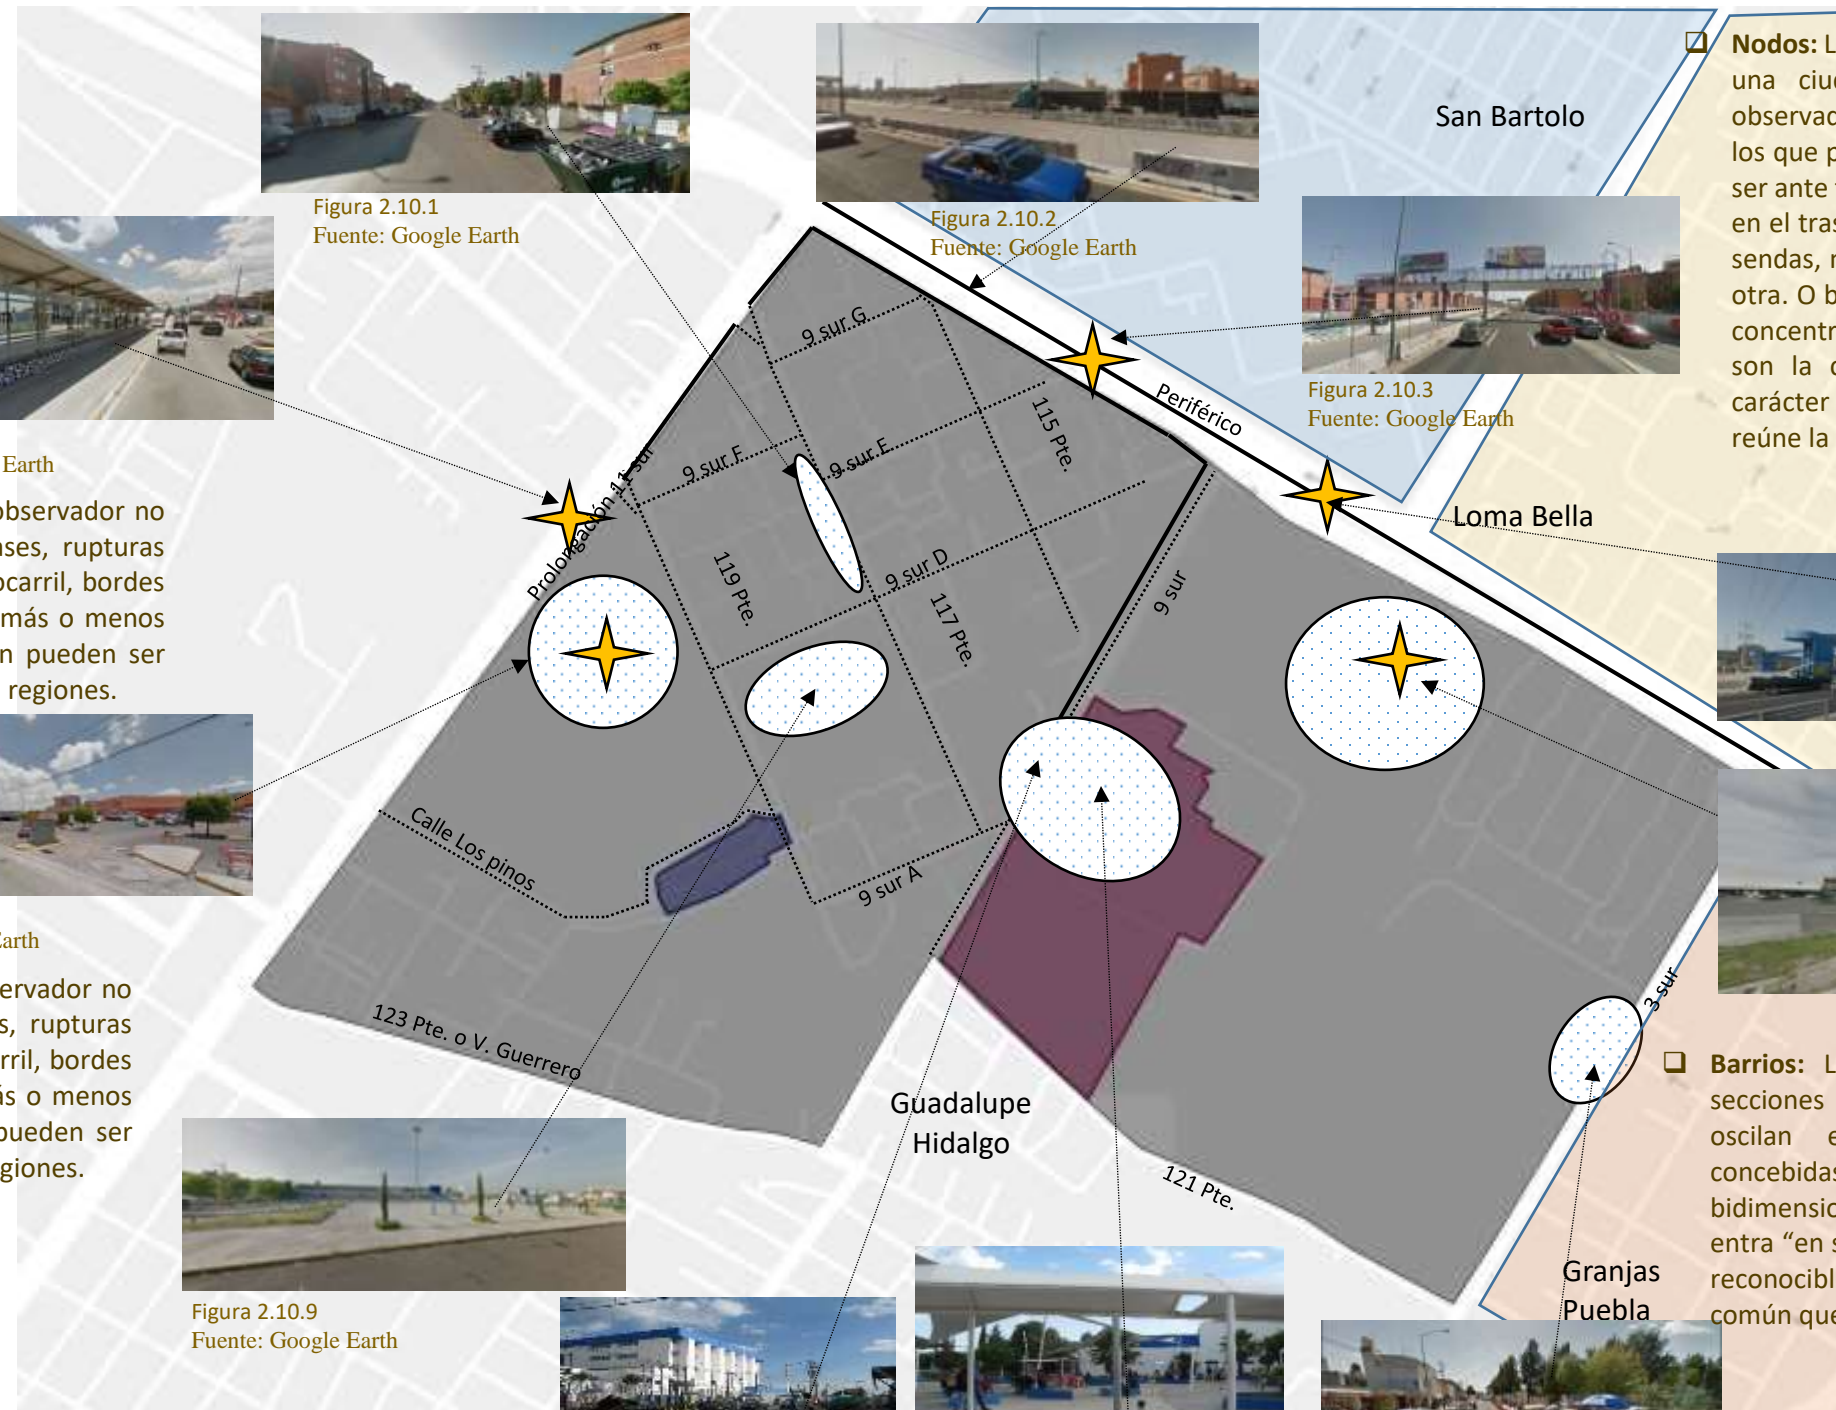 Figura 2.10.1
Fuente: Google Earth
Figura 2.10.2
Fuente: Google Earth
Figura 2.10.3
Fuente: Google Earth
San Bartolo
❑ Nodos: L
una ciu
observad
los que p
ser ante
en el tras
sendas,
otra. O b
concentr
son la
carácter
reúne la
Earth
observador no
ases, rupturas
ocarril, bordes
más o menos
n pueden ser
regiones.
9 sur G
9 sur F
9 sur E
115 Pte.
Periférico
Prolongación 11 sur
119 Pte.
9 sur D
117 Pte.
9 sur
Loma Bella
Calle Los pinos
9 sur A
Earth
servador no
s, rupturas
rril, bordes
ás o menos
pueden ser
giones.
123 Pte. o V. Guerrero
Guadalupe
Hidalgo
121 Pte.
3 sur
❑ Barrios: L
secciones
oscilan e
concebidas
bidimensio
entra “en s
reconocibl
común que
Granjas
Puebla
Figura 2.10.9
Fuente: Google Earth